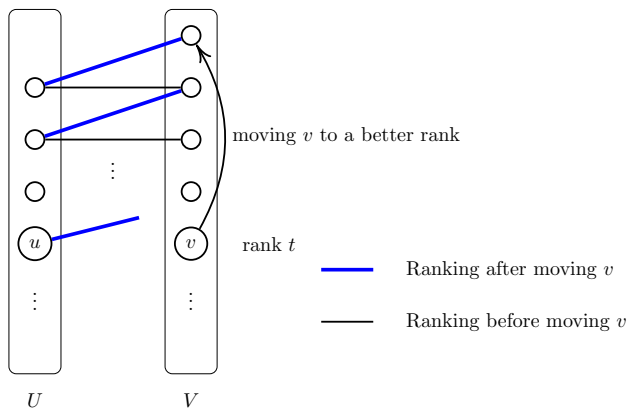 moving v to a better rank
⋮
u
v
rank t
Ranking after moving v
⋮
⋮
Ranking before moving v
U
V